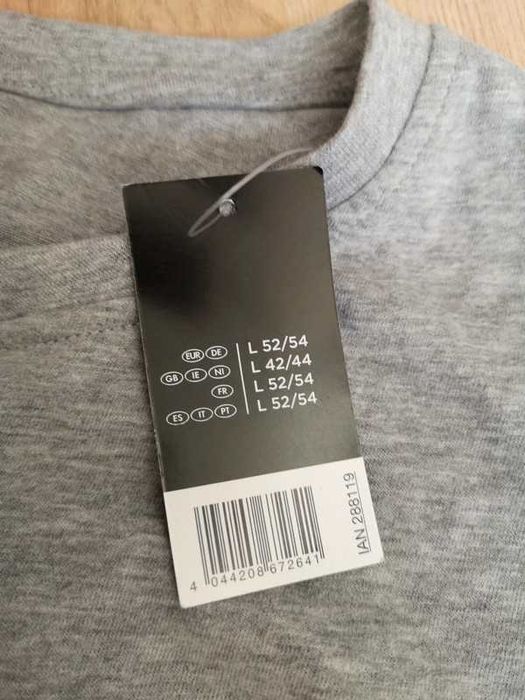 EUR DE L 52/54
GB IE NI L 42/44
FR L 52/54
ES IT PT L 52/54
4 044208 672641
IAN 288119